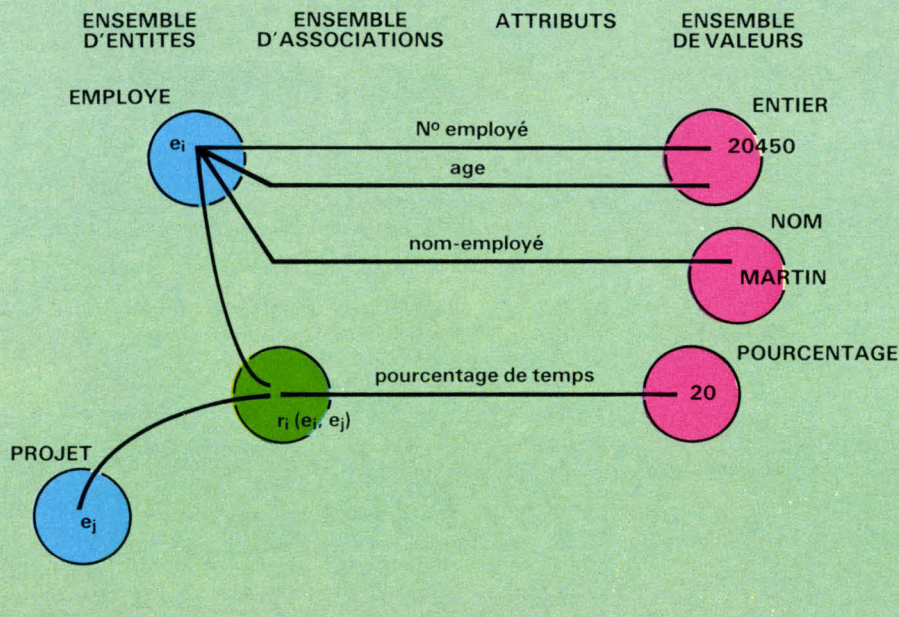 ENSEMBLE
D'ENTITES
ENSEMBLE
D'ASSOCIATIONS
ATTRIBUTS
ENSEMBLE
DE VALEURS
EMPLOYE
ei
Nº employé
ENTIER
20450
age
NOM
nom-employé
MARTIN
POURCENTAGE
pourcentage de temps
20
ri (ei, ej)
PROJET
ej